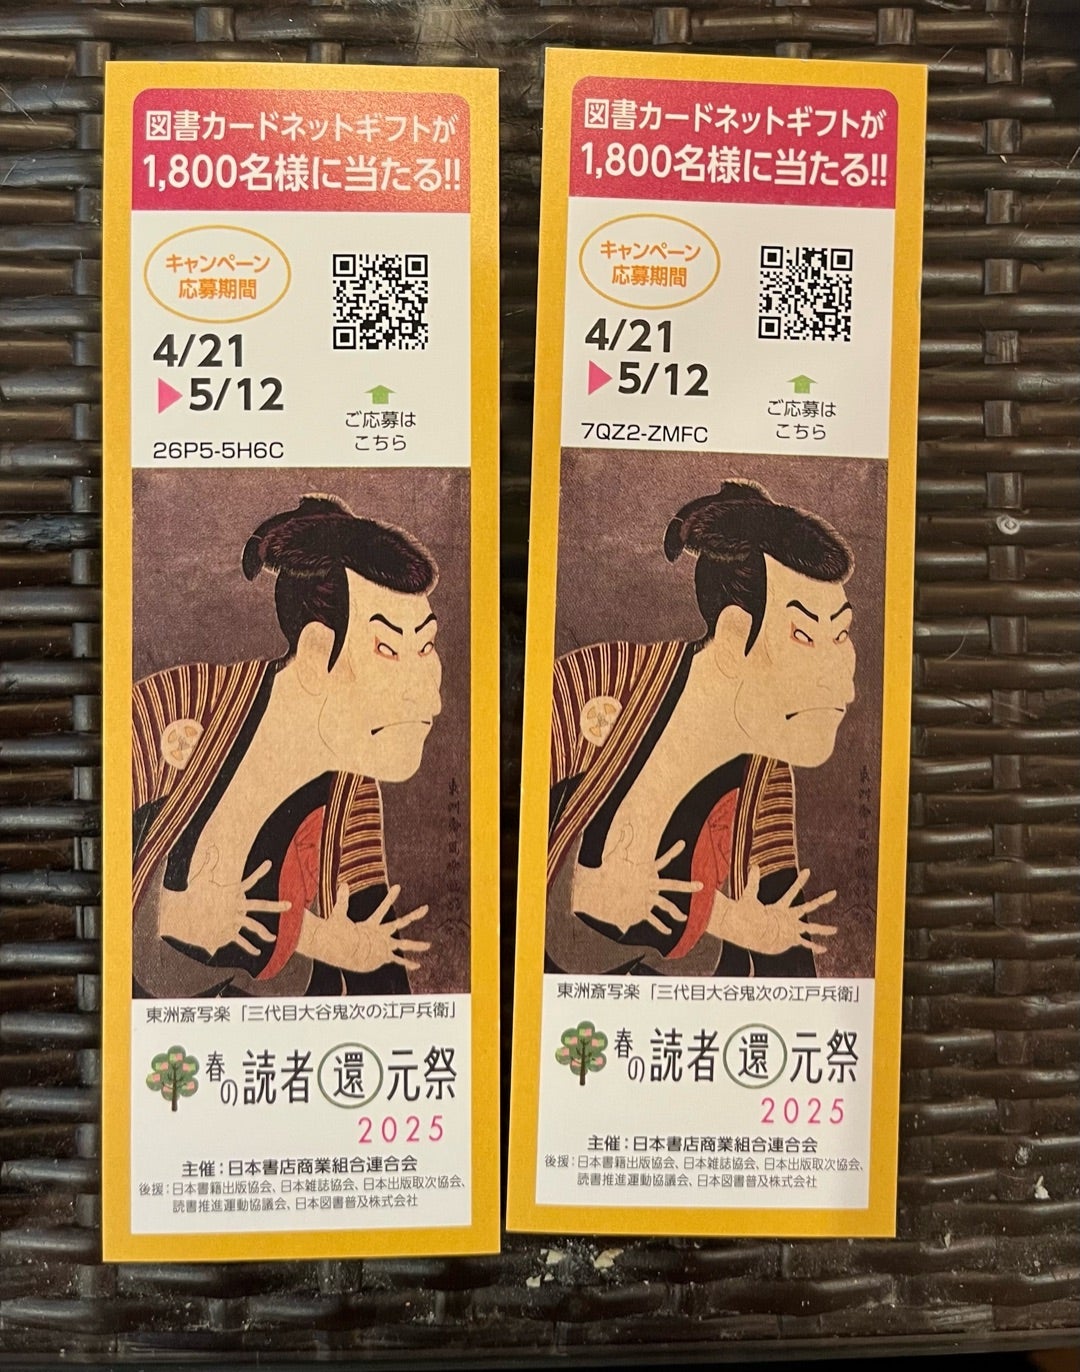 図書カードネットギフトが
1,800名様に当たる!!
キャンペーン
応募期間
4/21
▶5/12
ご応募は
こちら
26P5-5H6C
東洲斎写楽「三代目大谷鬼次の江戸兵衛」
春の読者還元祭
2025
主催:日本書店商業組合連合会
後援:日本書籍出版協会、日本雑誌協会、日本出版取次協会、
読書推進運動協議会、日本図書普及株式会社
図書カードネットギフトが
1,800名様に当たる!!
キャンペーン
応募期間
4/21
▶5/12
ご応募は
こちら
7QZ2-ZMFC
東洲斎写楽「三代目大谷鬼次の江戸兵衛」
春の読者還元祭
2025
主催:日本書店商業組合連合会
後援:日本書籍出版協会、日本雑誌協会、日本出版取次協会、
読書推進運動協議会、日本図書普及株式会社